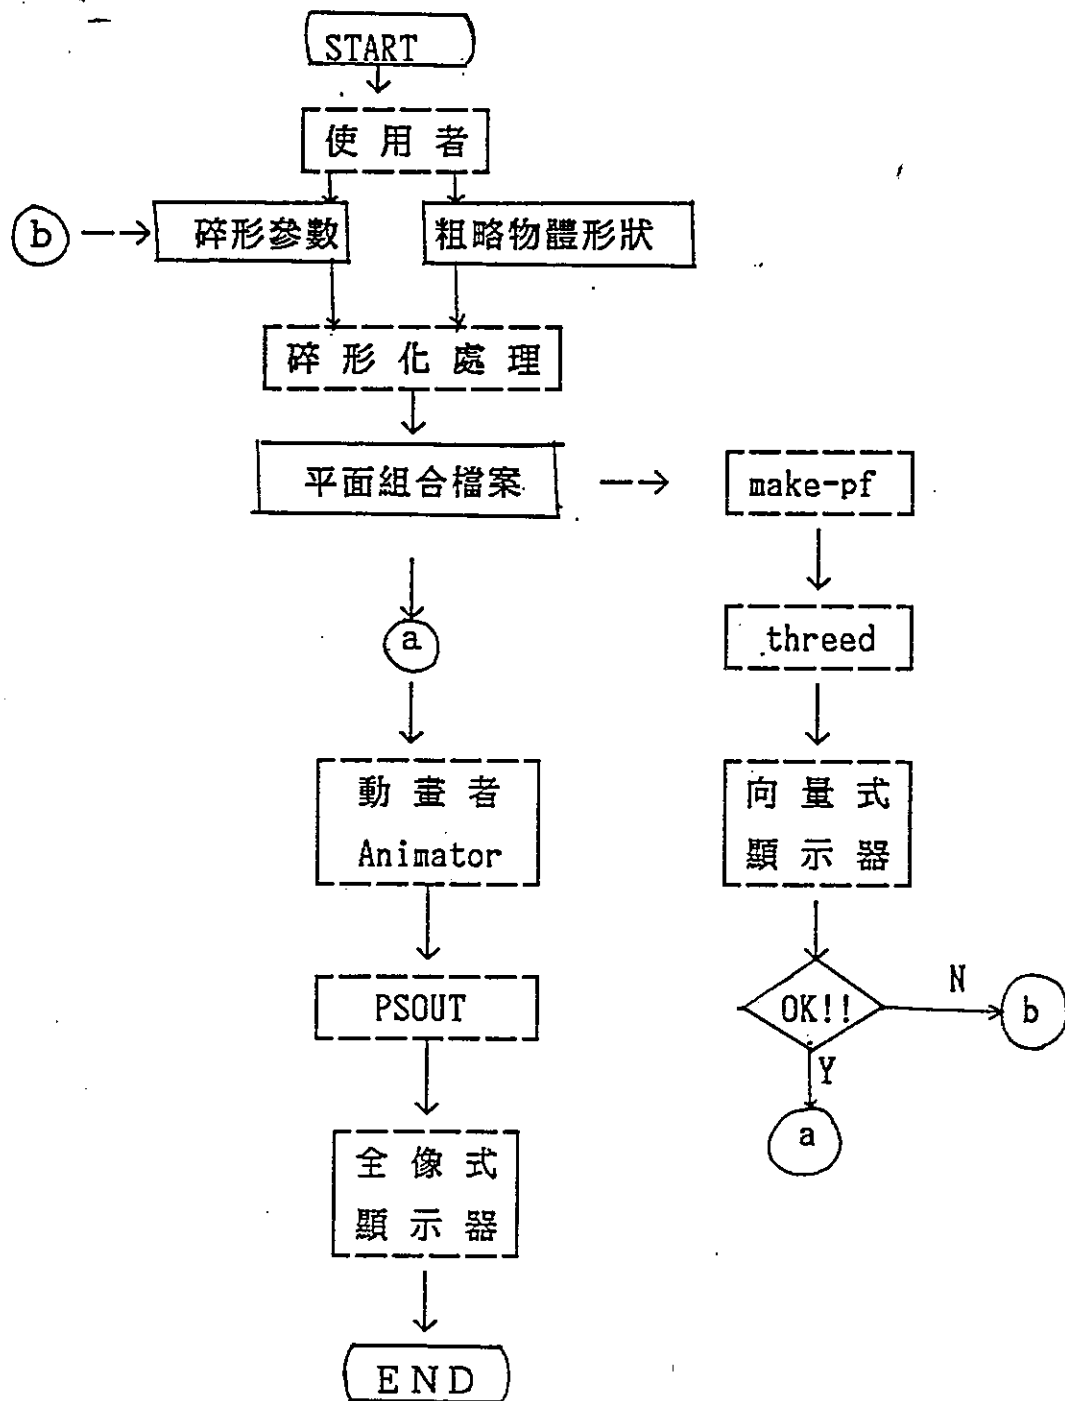 START
使用者
b
碎形參數
粗略物體形狀
碎形化處理
平面組合檔案
make-pf
a
threed
動畫者
Animator
向量式
顯示器
PSOUT
OK!!
N
b
Y
a
全像式
顯示器
END